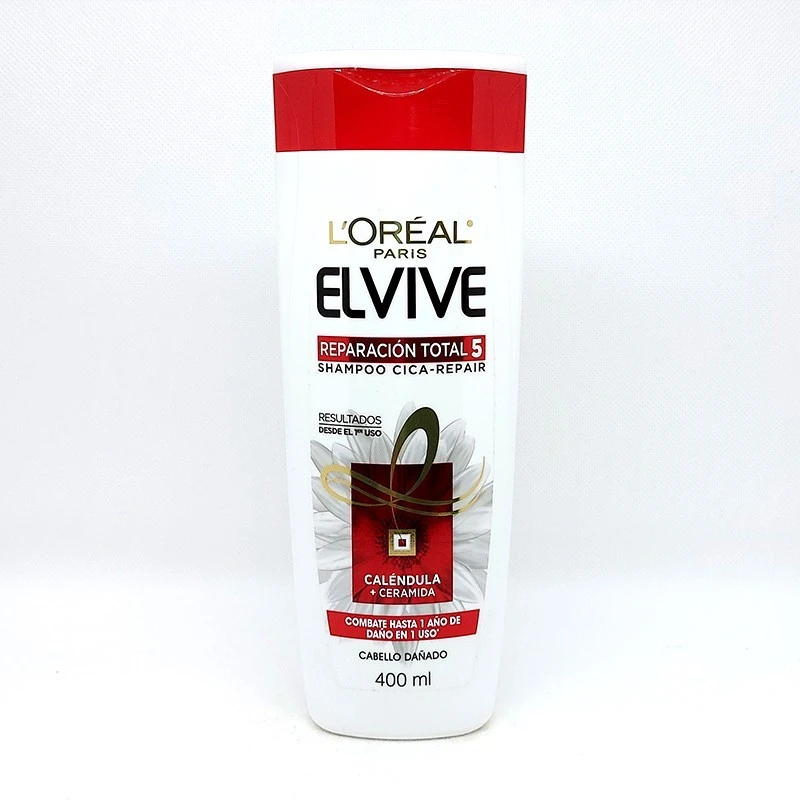 L'ORÉAL
PARIS
ELVIVE
REPARACIÓN TOTAL 5
SHAMPOO CICA-REPAIR
RESULTADOS
DESDE EL 1ER USO
CALÉNDULA
+ CERAMIDA
COMBATE HASTA 1 AÑO DE
DAÑO EN 1 USO*
CABELLO DAÑADO
400 ml